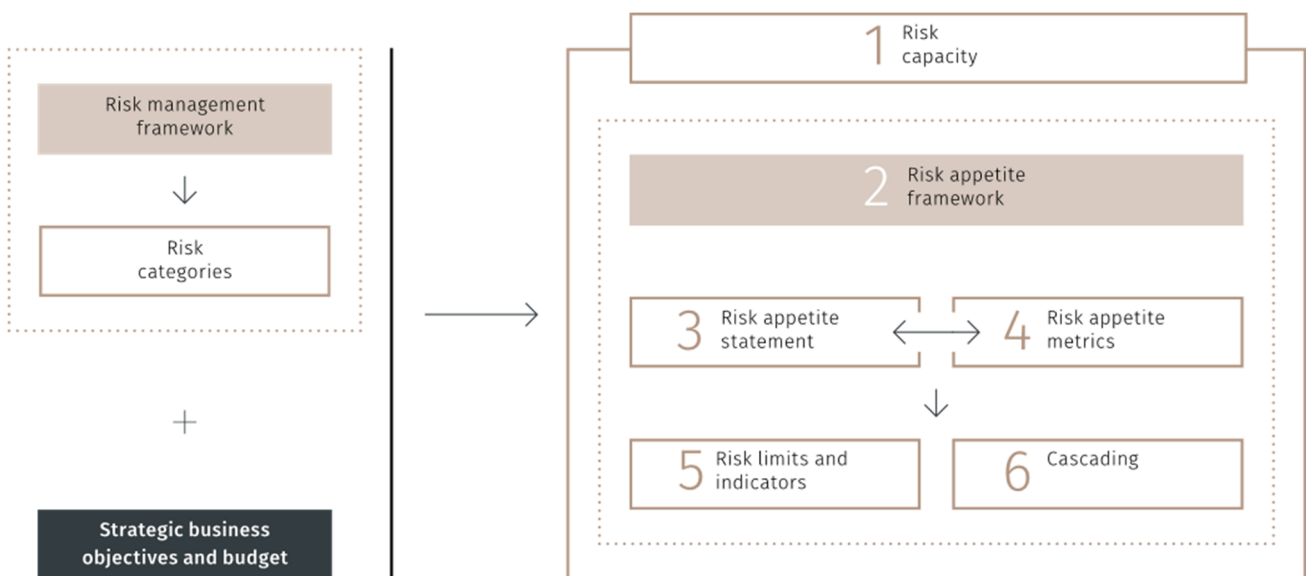 Risk management
framework
Risk
categories
+
Strategic business
objectives and budget
1 Risk
capacity
2 Risk appetite
framework
3 Risk appetite
statement
4 Risk appetite
metrics
5 Risk limits and
indicators
6 Cascading